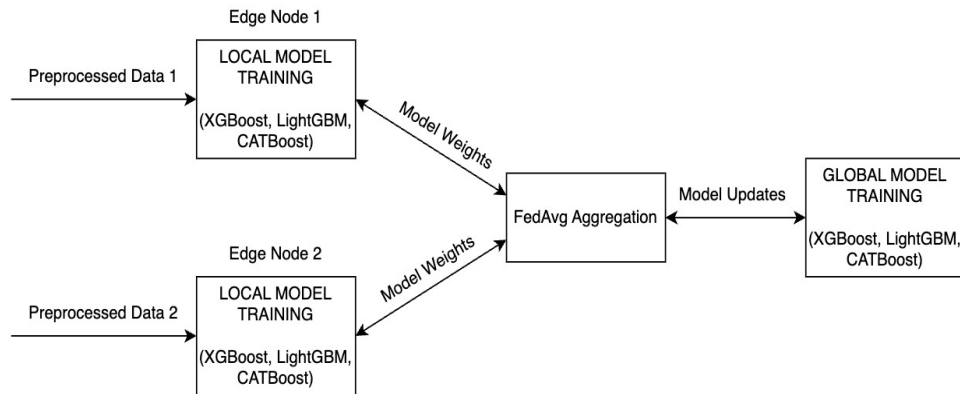 Edge Node 1
Preprocessed Data 1
LOCAL MODEL
TRAINING
(XGBoost, LightGBM,
CATBoost)
Model Weights
FedAvg Aggregation
Model Updates
GLOBAL MODEL
TRAINING
(XGBoost, LightGBM,
CATBoost)
Edge Node 2
Preprocessed Data 2
LOCAL MODEL
TRAINING
(XGBoost, LightGBM,
CATBoost)
Model Weights